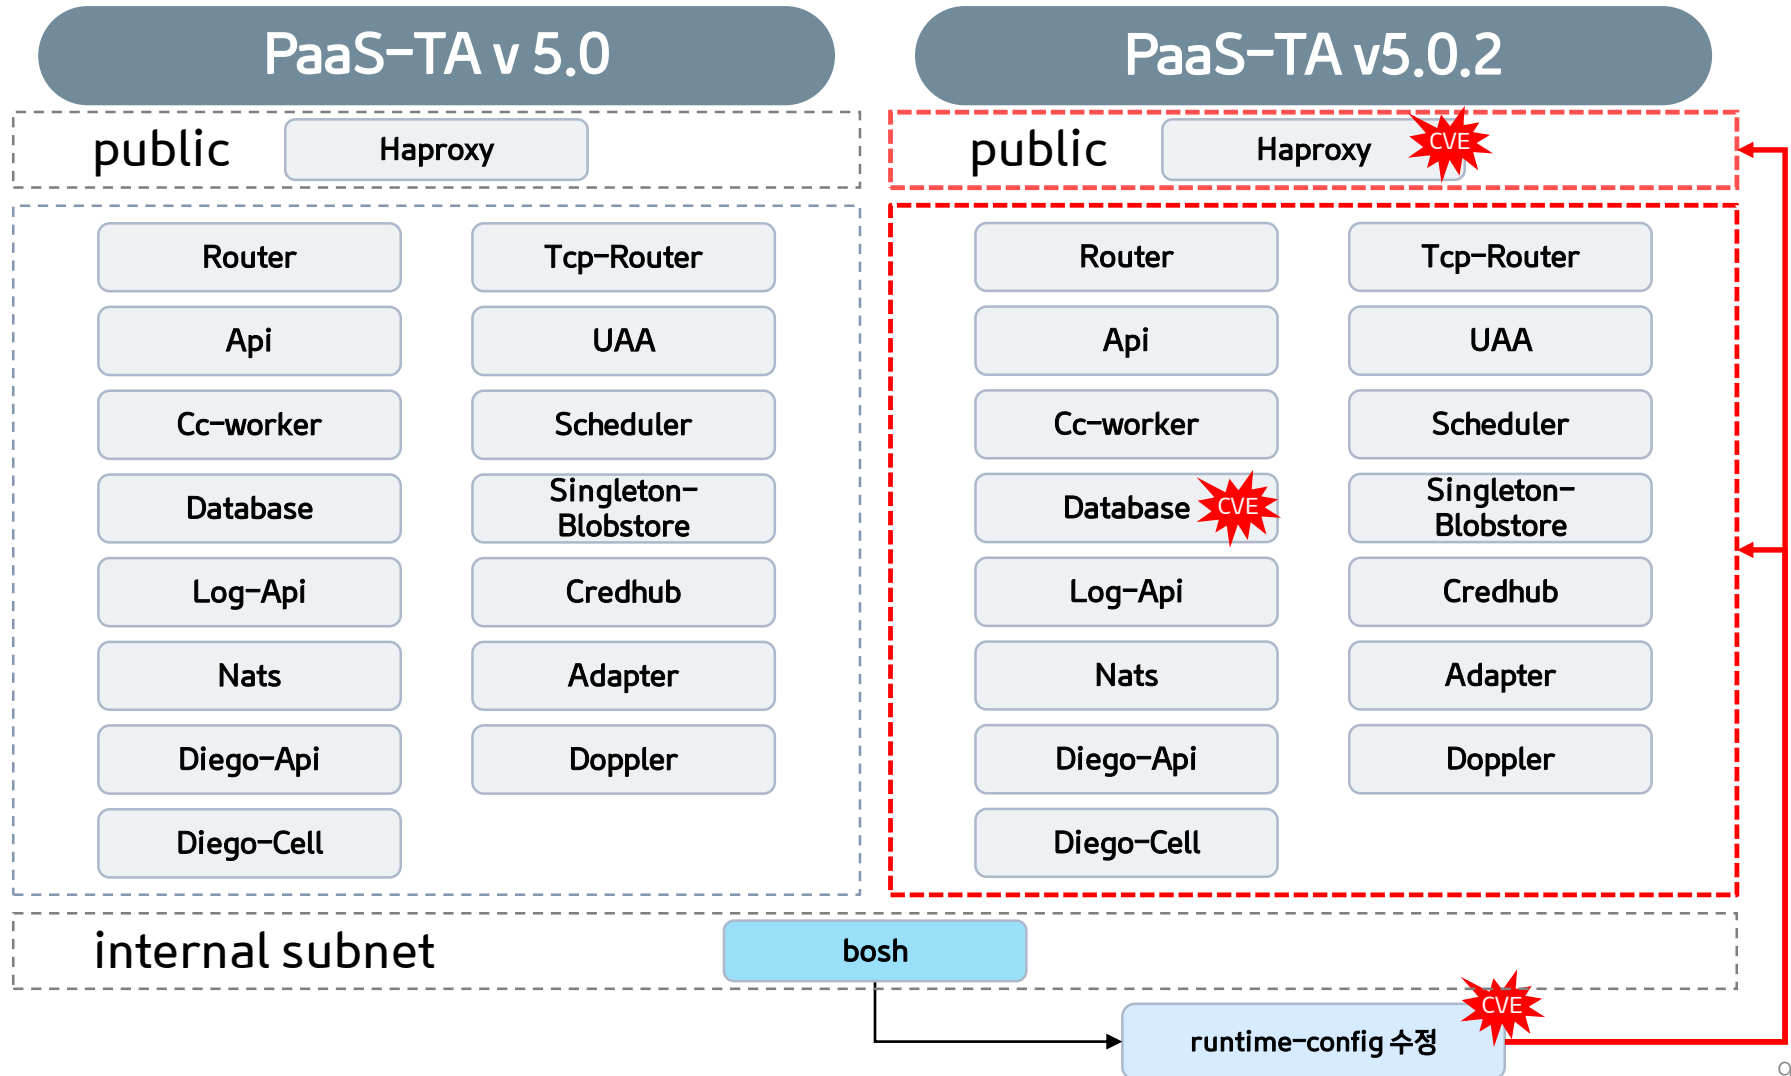 PaaS-TA v 5.0
public
Haproxy
Router
Tcp-Router
Api
UAA
Cc-worker
Scheduler
Database
Singleton-
Blobstore
Log-Api
Credhub
Nats
Adapter
Diego-Api
Doppler
Diego-Cell
PaaS-TA v5.0.2
public
Haproxy
CVE
Router
Tcp-Router
Api
UAA
Cc-worker
Scheduler
Database
CVE
Singleton-
Blobstore
Log-Api
Credhub
Nats
Adapter
Diego-Api
Doppler
Diego-Cell
internal subnet
bosh
CVE
runtime-config 수정